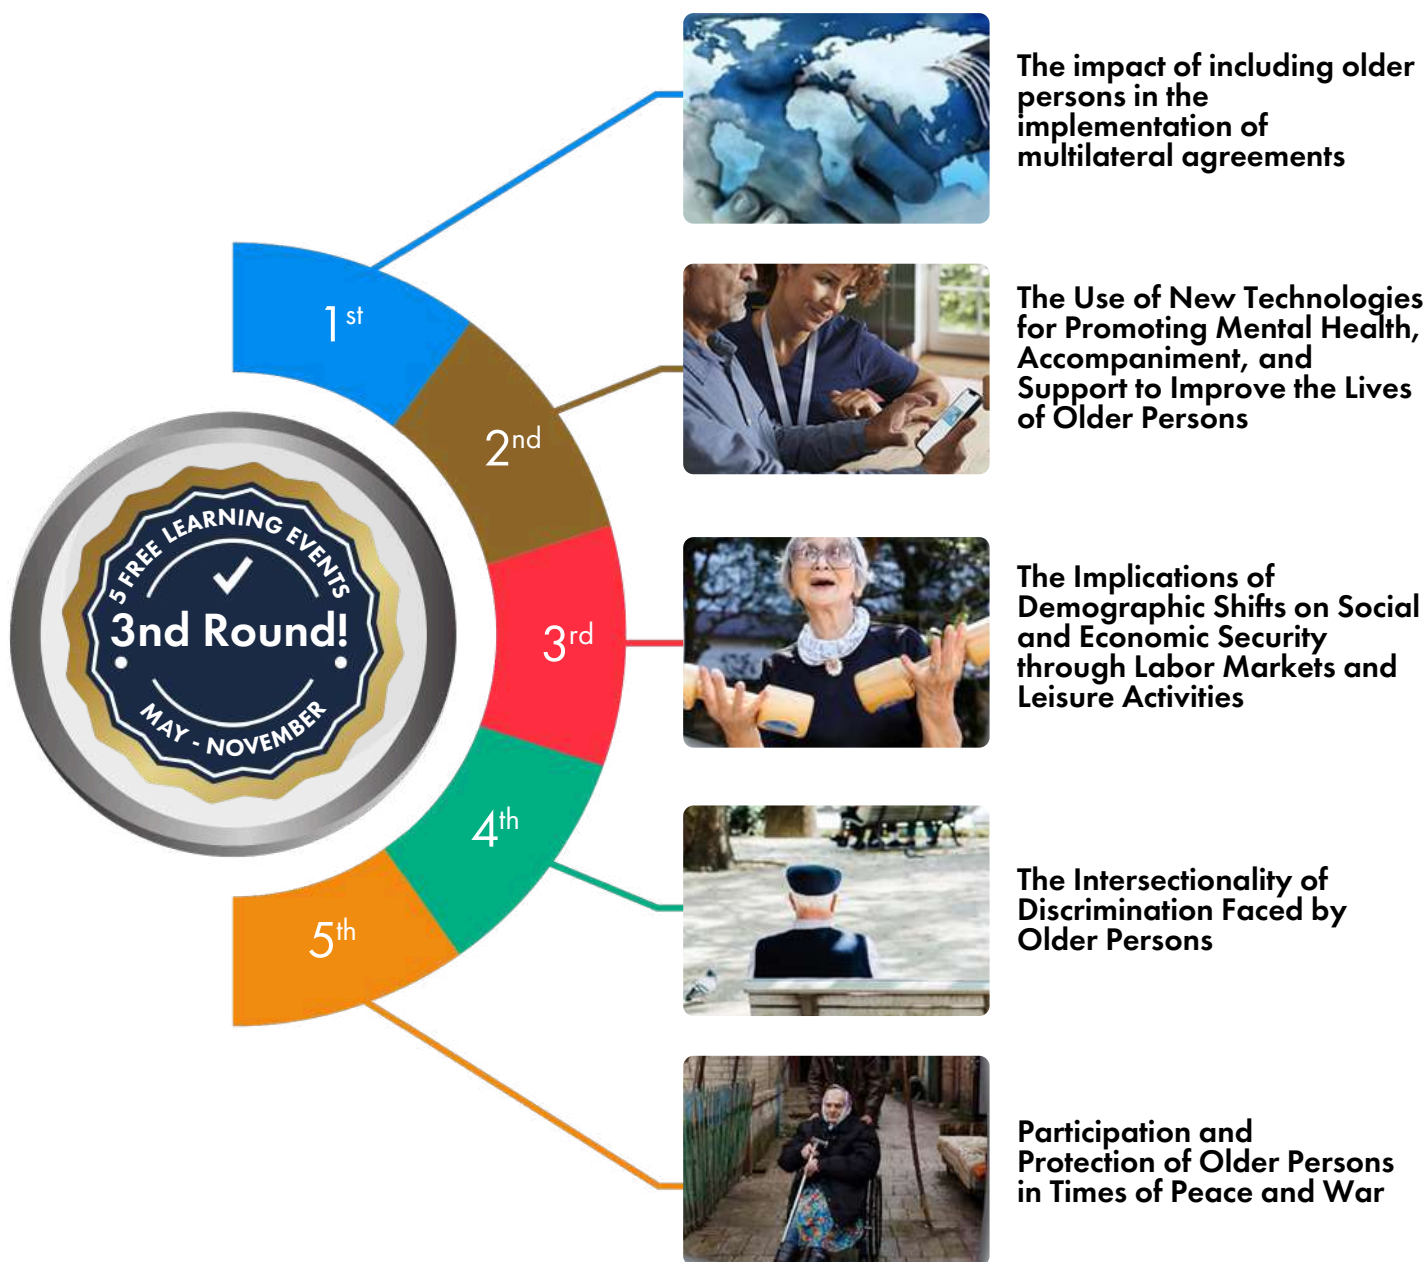 The impact of including older
persons in the
implementation of
multilateral agreements
1st
The Use of New Technologies
for Promoting Mental Health,
Accompaniment, and
Support to Improve the Lives
of Older Persons
2nd
5 FREE LEARNING EVENTS
3nd Round!
MAY - NOVEMBER
3rd
The Implications of
Demographic Shifts on Social
and Economic Security
through Labor Markets and
Leisure Activities
4th
The Intersectionality of
Discrimination Faced by
Older Persons
5th
Participation and
Protection of Older Persons
in Times of Peace and War